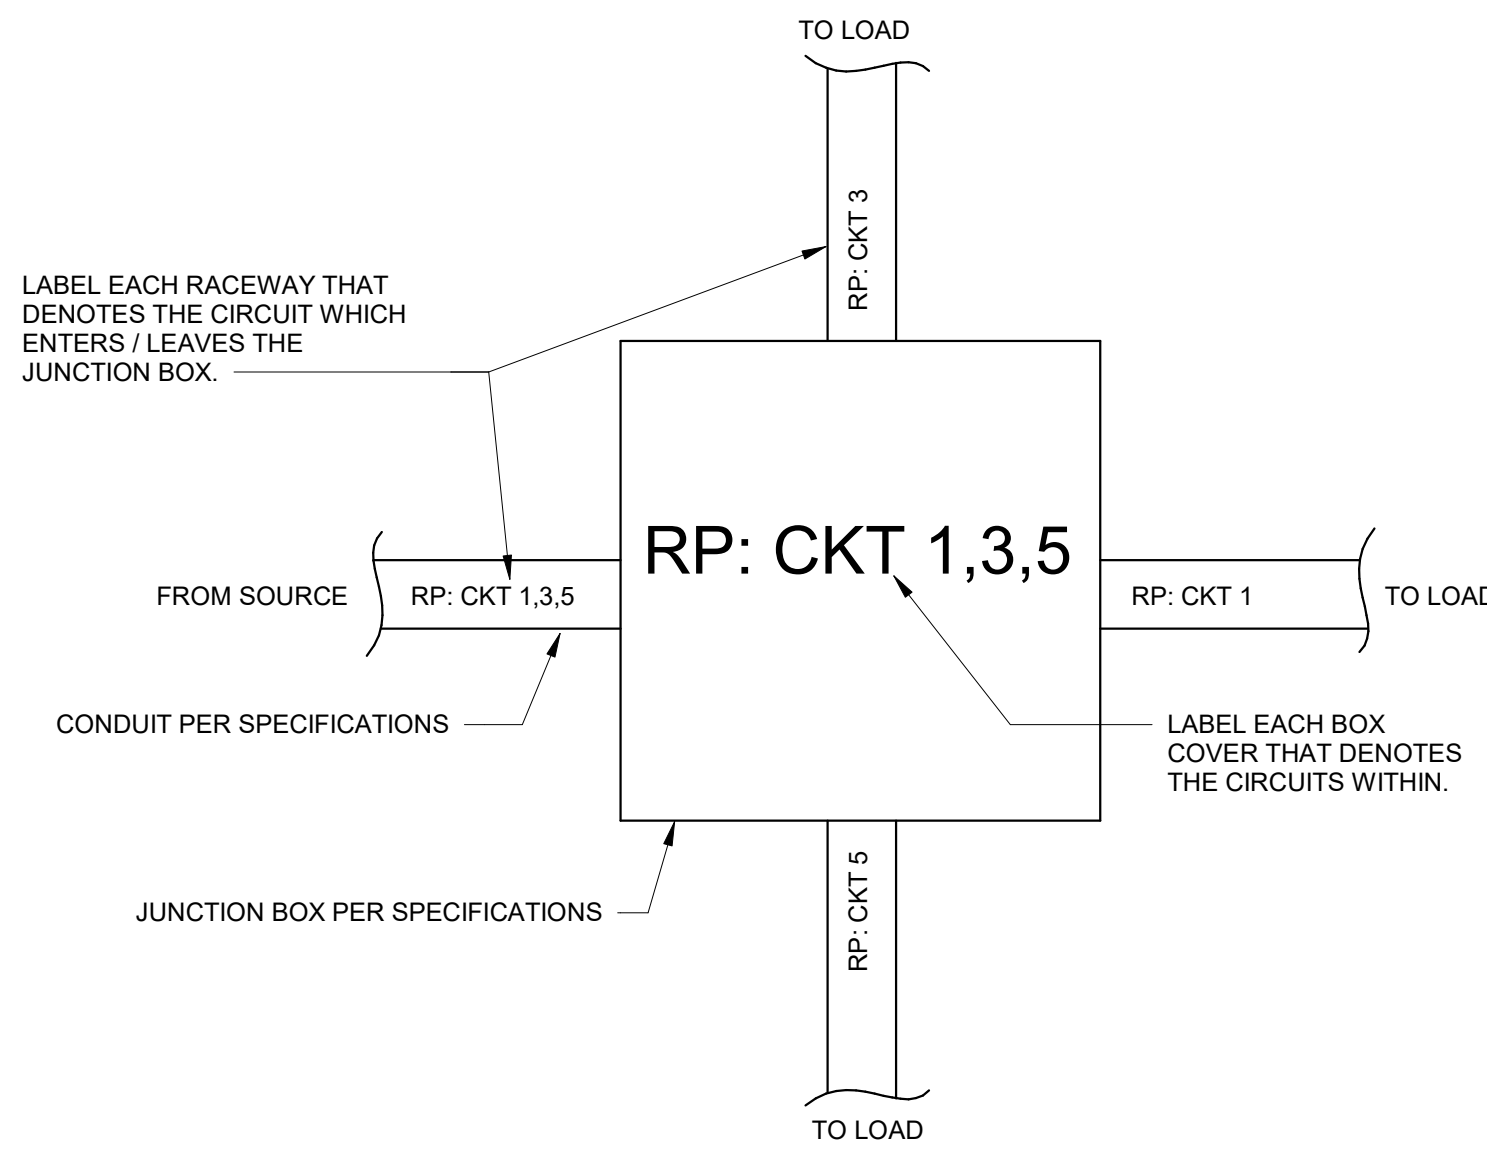 TO LOAD
RP: CKT 3
LABEL EACH RACEWAY THAT
DENOTES THE CIRCUIT WHICH
ENTERS / LEAVES THE
JUNCTION BOX.
RP: CKT 1,3,5
FROM SOURCE
RP: CKT 1,3,5
RP: CKT 1
TO LOAD
CONDUIT PER SPECIFICATIONS
LABEL EACH BOX
COVER THAT DENOTES
THE CIRCUITS WITHIN.
JUNCTION BOX PER SPECIFICATIONS
RP: CKT 5
TO LOAD